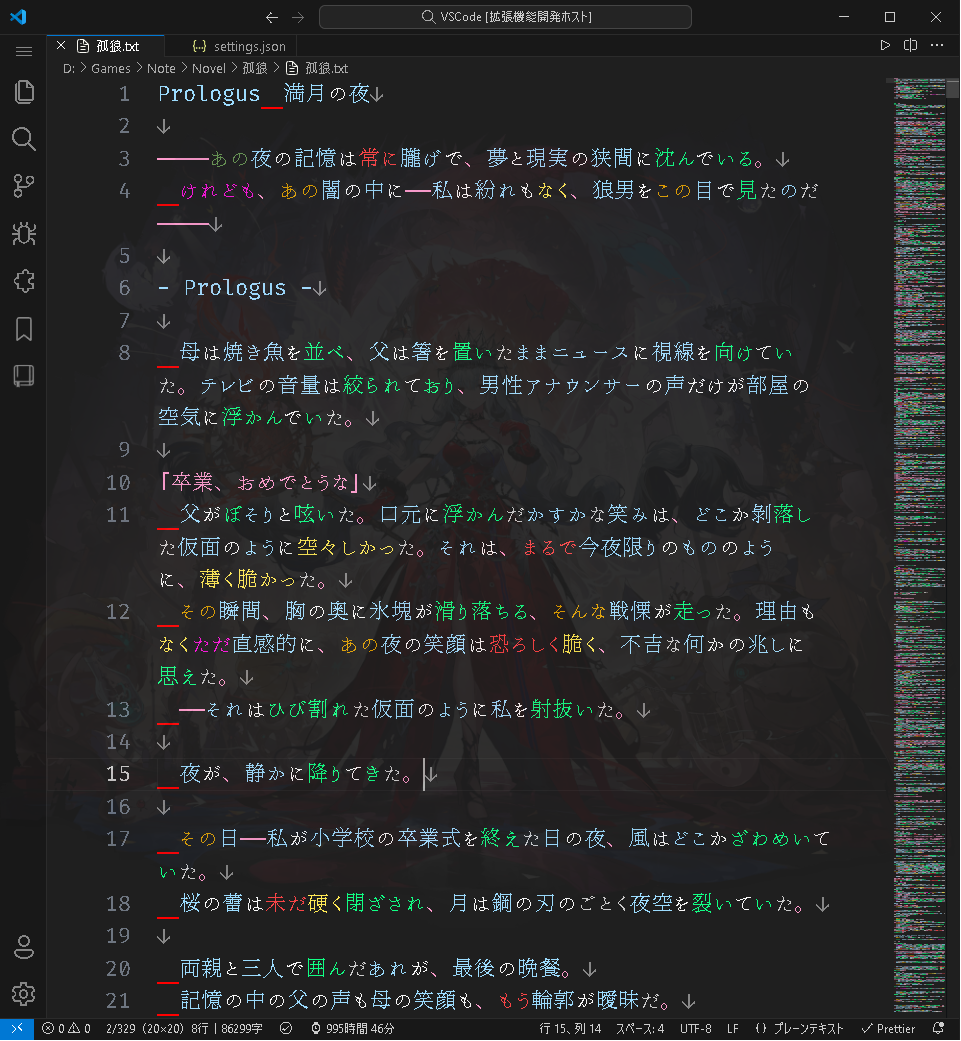 VSCode [拡張機能開発ホスト]
孤狼.txt
settings.json
D: > Games > Note > Novel > 孤狼 > 孤狼.txt
1 Prologus　満月の夜↓
2 ↓
3 ――あの夜の記憶は常に朧げで、夢と現実の狭間に沈んでいる。↓
4 　けれども、あの闇の中に―私は紛れもなく、狼男をこの目で見たのだ
――↓
5 ↓
6 - Prologus -↓
7 ↓
8 　母は焼き魚を並べ、父は箸を置いたままニュースに視線を向けてい
た。テレビの音量は絞られており、男性アナウンサーの声だけが部屋の
空気に浮かんでいた。↓
9 ↓
10 「卒業、おめでとうな」↓
11 　父がぼそりと呟いた。口元に浮かんだかすかな笑みは、どこか剝落し
た仮面のように空々しかった。それは、まるで今夜限りのもののよう
に、薄く脆かった。↓
12 　その瞬間、胸の奥に氷塊が滑り落ちる、そんな戦慄が走った。理由も
なくただ直感的に、あの夜の笑顔は恐ろしく脆く、不吉な何かの兆しに
思えた。↓
13 　―それはひび割れた仮面のように私を射抜いた。↓
14 ↓
15 　夜が、静かに降りてきた。↓
16 ↓
17 　その日―私が小学校の卒業式を終えた日の夜、風はどこかざわめいて
いた。↓
18 　桜の蕾は未だ硬く閉ざされ、月は鋼の刃のごとく夜空を裂いていた。↓
19 ↓
20 　両親と三人で囲んだあれが、最後の晩餐。↓
21 　記憶の中の父の声も母の笑顔も、もう輪郭が曖昧だ。↓
0 0 2/329 (20×20) 8行 | 86299字 995時間 46分 行 15、列 14 スペース: 4 UTF-8 LF プレーンテキスト Prettier